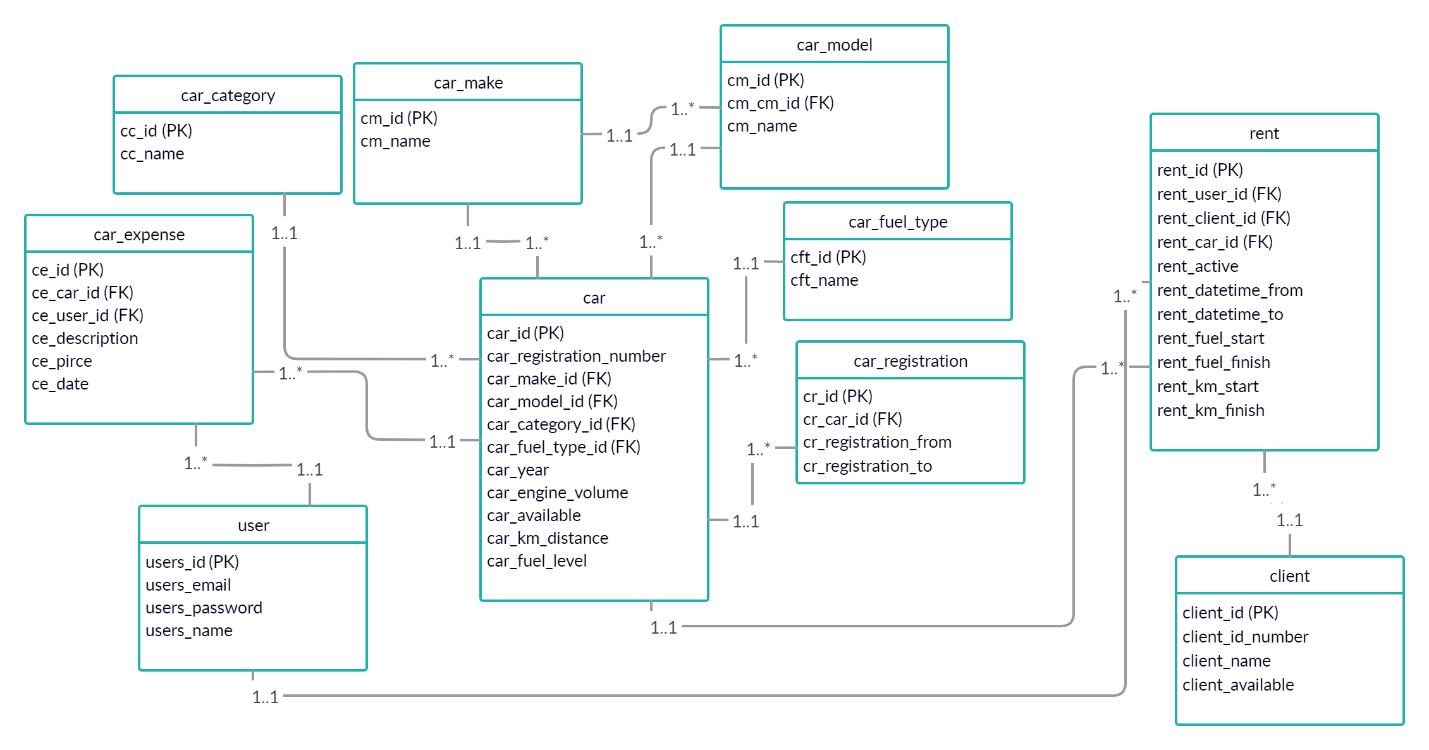 car_category
cc_id (PK)
cc_name
car_make
cm_id (PK)
cm_name
car_model
cm_id (PK)
cm_cm_id (FK)
cm_name
1..1
1..*
1..1
1..*
1..1
1..*
1..1
1..*
car_expense
ce_id (PK)
ce_car_id (FK)
ce_user_id (FK)
ce_description
ce_pirce
ce_date
1..*
1..1
1..*
1..1
car
car_id (PK)
car_registration_number
car_make_id (FK)
car_model_id (FK)
car_category_id (FK)
car_fuel_type_id (FK)
car_year
car_engine_volume
car_available
car_km_distance
car_fuel_level
car_fuel_type
cft_id (PK)
cft_name
1..1
1..*
car_registration
cr_id (PK)
cr_car_id (FK)
cr_registration_from
cr_registration_to
1..*
1..1
rent
rent_id (PK)
rent_user_id (FK)
rent_client_id (FK)
rent_car_id (FK)
rent_active
rent_datetime_from
rent_datetime_to
rent_fuel_start
rent_fuel_finish
rent_km_start
rent_km_finish
1..*
1..*
1..*
1..1
user
users_id (PK)
users_email
users_password
users_name
1..1
1..1
client
client_id (PK)
client_id_number
client_name
client_available